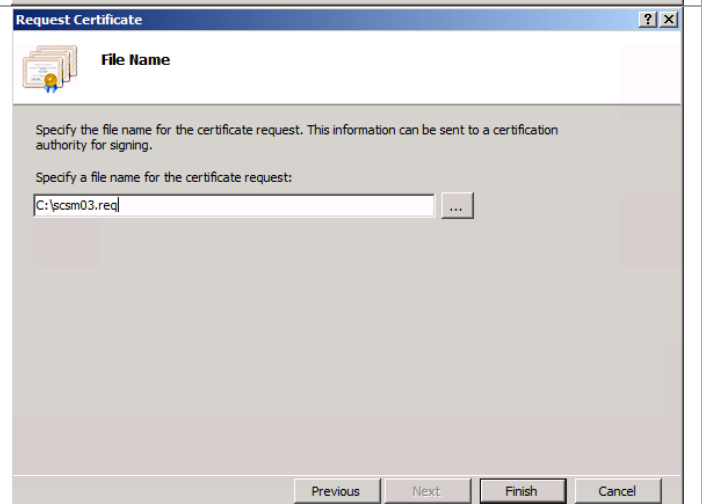 Request Certificate
File Name
Specify the file name for the certificate request. This information can be sent to a certification
authority for signing.
Specify a file name for the certificate request:
C:\scsm03.req
...
Previous Next Finish Cancel